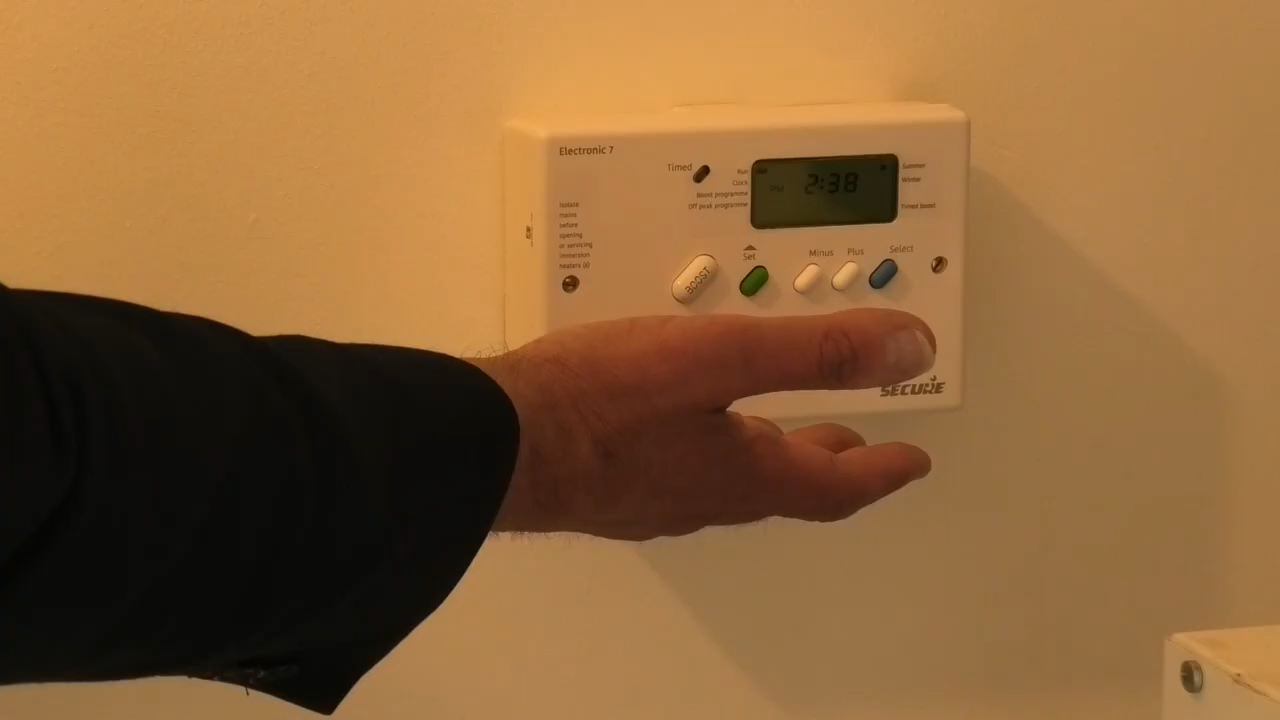 Electronic 7
Timed
Run
Clock
Boost programme
Off peak programme
PM 2:38
Summer
Winter
Timed boost
Isolate
mains
before
opening
or servicing
immersion
heaters (s)
BOOST
Set
Minus
Plus
Select
SECURE